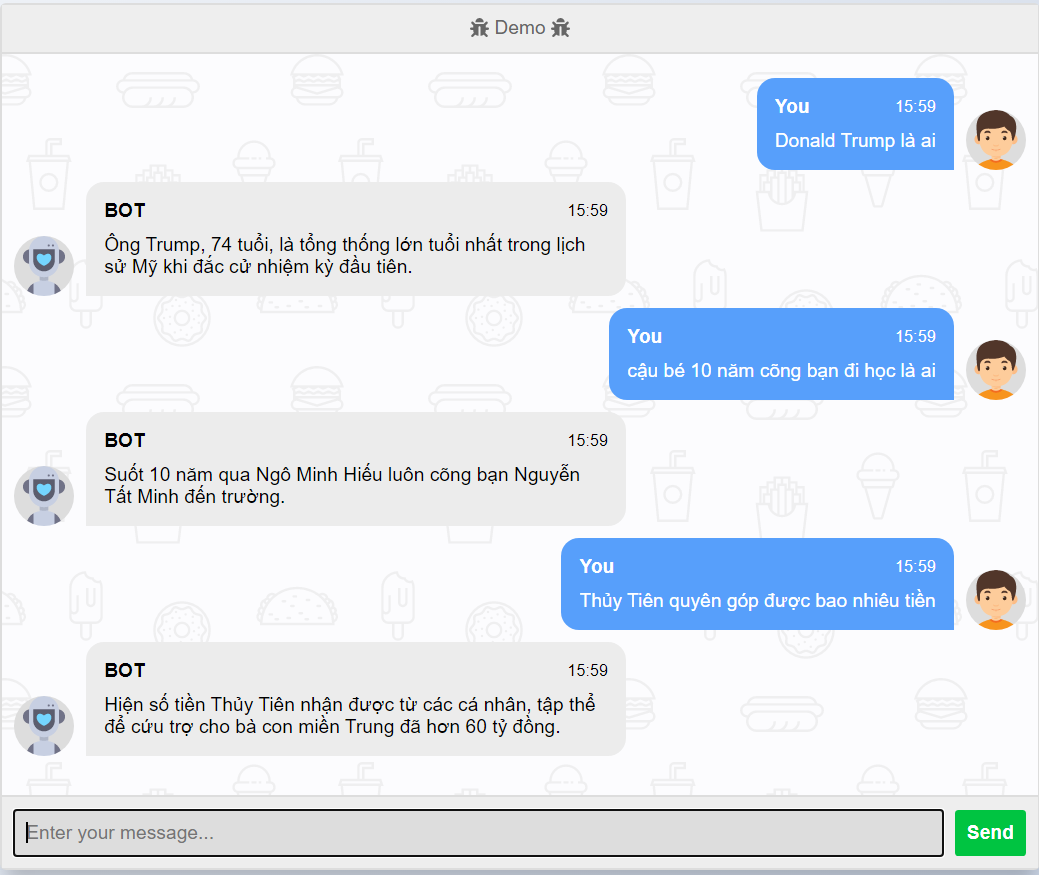 Demo
You 15:59
Donald Trump là ai
BOT 15:59
Ông Trump, 74 tuổi, là tổng thống lớn tuổi nhất trong lịch
sử Mỹ khi đắc cử nhiệm kỳ đầu tiên.
You 15:59
cậu bé 10 năm cõng bạn đi học là ai
BOT 15:59
Suốt 10 năm qua Ngô Minh Hiếu luôn cõng bạn Nguyễn
Tất Minh đến trường.
You 15:59
Thủy Tiên quyên góp được bao nhiêu tiền
BOT 15:59
Hiện số tiền Thủy Tiên nhận được từ các cá nhân, tập thể
để cứu trợ cho bà con miền Trung đã hơn 60 tỷ đồng.
Enter your message... Send